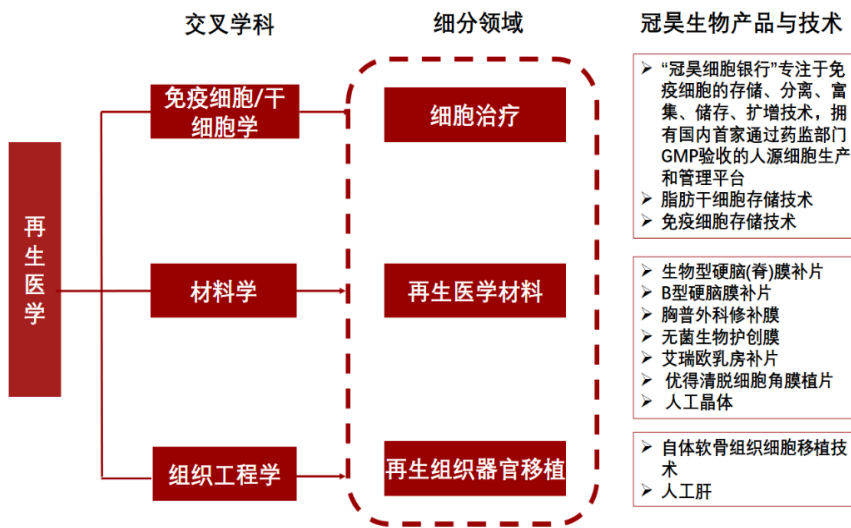 交叉学科
细分领域
冠昊生物产品与技术
再生医学
免疫细胞/干
细胞学
细胞治疗
➢ “冠昊细胞银行”专注于免
疫细胞的存储、分离、富
集、储存、扩增技术，拥
有国内首家通过药监部门
GMP验收的人源细胞生产
和管理平台
➢ 脂肪干细胞存储技术
➢ 免疫细胞存储技术
材料学
再生医学材料
➢ 生物型硬脑(脊)膜补片
➢ B型硬脑膜补片
➢ 胸普外科修补膜
➢ 无菌生物护创膜
➢ 艾瑞欧乳房补片
➢ 优得清脱细胞角膜植片
➢ 人工晶体
组织工程学
再生组织器官移植
➢ 自体软骨组织细胞移植技
术
➢ 人工肝